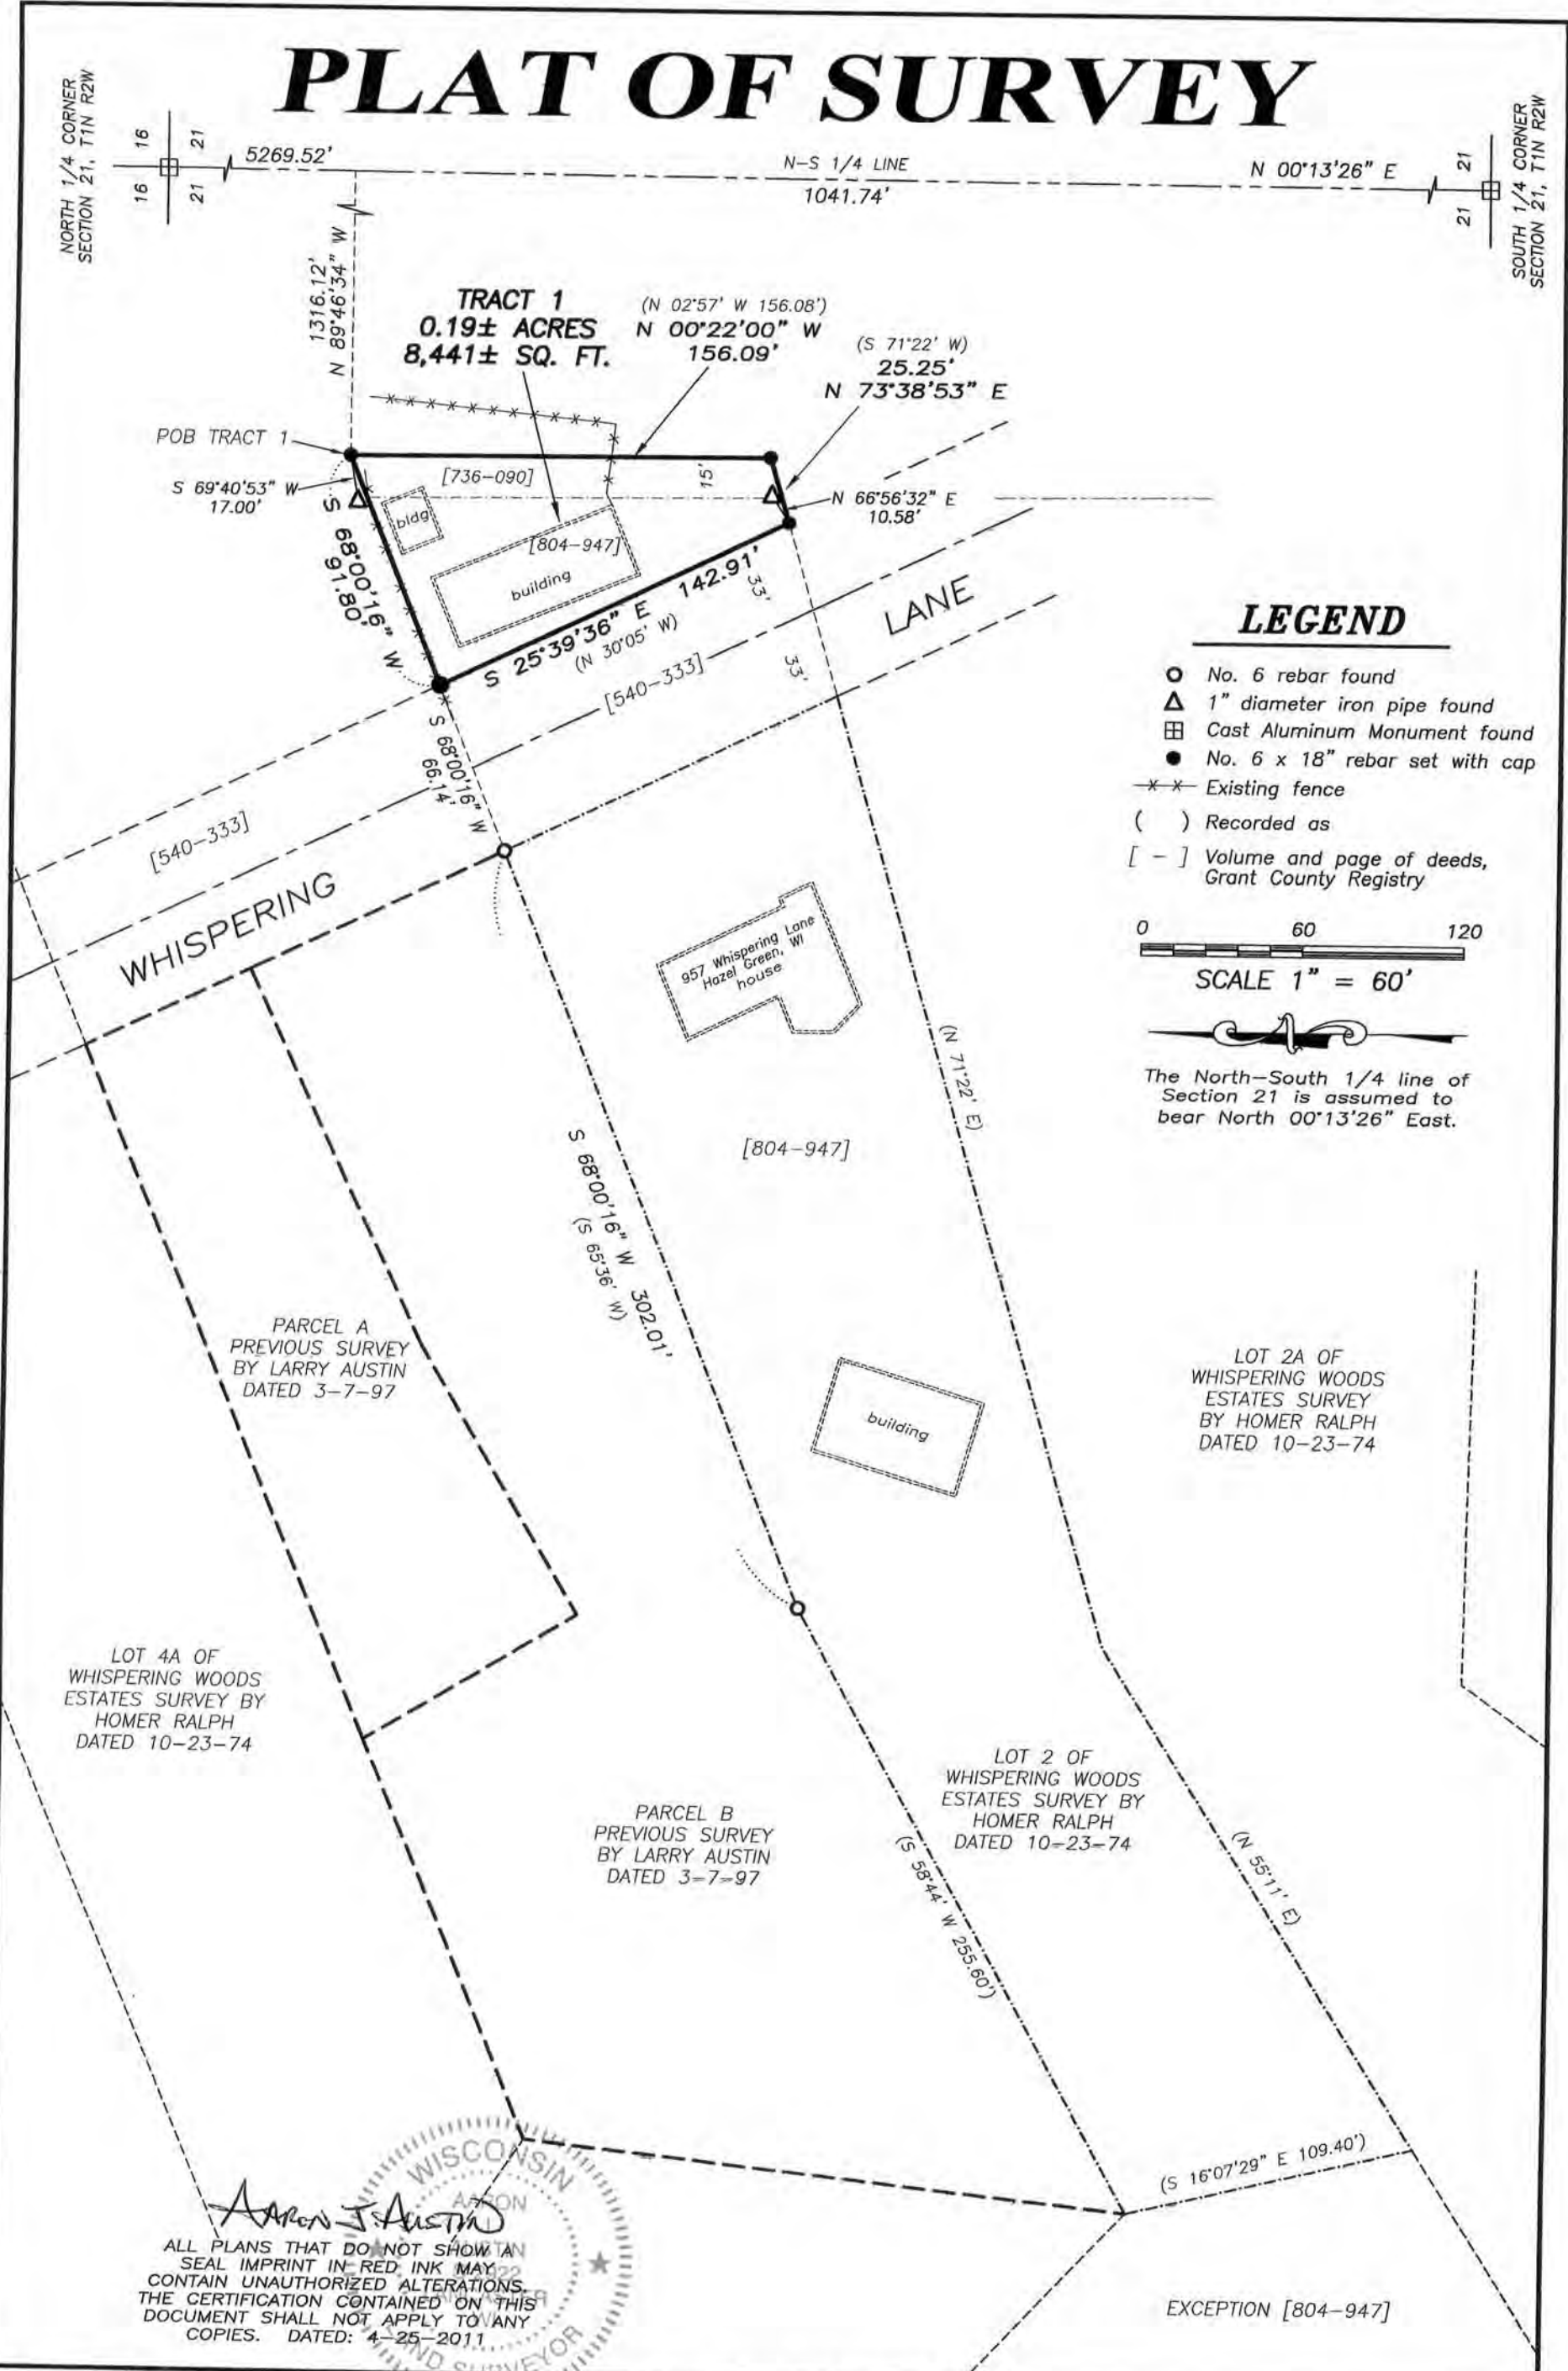 PLAT OF SURVEY
NORTH 1/4 CORNER
SECTION 21, T1N R2W
16
21
16
21
5269.52'
N-S 1/4 LINE
1041.74'
N 00°13'26" E
21
21
SOUTH 1/4 CORNER
SECTION 21, T1N R2W
1316.12'
N 89°46'34" W
TRACT 1
0.19± ACRES
8,441± SQ. FT.
(N 02°57' W 156.08')
N 00°22'00" W
156.09'
(S 71°22' W)
25.25'
N 73°38'53" E
POB TRACT 1
S 69°40'53" W
17.00'
[736-090]
15'
N 66°56'32" E
10.58'
bldg
[804-947]
building
S 68°00'16" W
91.80'
S 25°39'36" E 142.91'
(N 30°05' W)
33'
33'
LANE
[540-333]
S 68°00'16" W
66.14'
[540-333]
WHISPERING
LEGEND
No. 6 rebar found
1" diameter iron pipe found
Cast Aluminum Monument found
No. 6 x 18" rebar set with cap
-x-x- Existing fence
( ) Recorded as
[ - ] Volume and page of deeds,
Grant County Registry
0 60 120
SCALE 1" = 60'
The North-South 1/4 line of
Section 21 is assumed to
bear North 00°13'26" East.
957 Whispering Lane
Hazel Green, WI
house
(N 71°22' E)
[804-947]
S 68°00'16" W 302.01'
(S 65°36' W)
PARCEL A
PREVIOUS SURVEY
BY LARRY AUSTIN
DATED 3-7-97
LOT 2A OF
WHISPERING WOODS
ESTATES SURVEY
BY HOMER RALPH
DATED 10-23-74
building
LOT 4A OF
WHISPERING WOODS
ESTATES SURVEY BY
HOMER RALPH
DATED 10-23-74
LOT 2 OF
WHISPERING WOODS
ESTATES SURVEY BY
HOMER RALPH
DATED 10-23-74
PARCEL B
PREVIOUS SURVEY
BY LARRY AUSTIN
DATED 3-7-97
(S 58°44' W 255.60')
(N 55°11' E)
(S 16°07'29" E 109.40')
WISCONSIN
AARON
AUSTIN
LAND SURVEYOR
AARON J. AUSTIN
ALL PLANS THAT DO NOT SHOW A
SEAL IMPRINT IN RED INK MAY
CONTAIN UNAUTHORIZED ALTERATIONS.
THE CERTIFICATION CONTAINED ON THIS
DOCUMENT SHALL NOT APPLY TO ANY
COPIES. DATED: 4-25-2011
EXCEPTION [804-947]